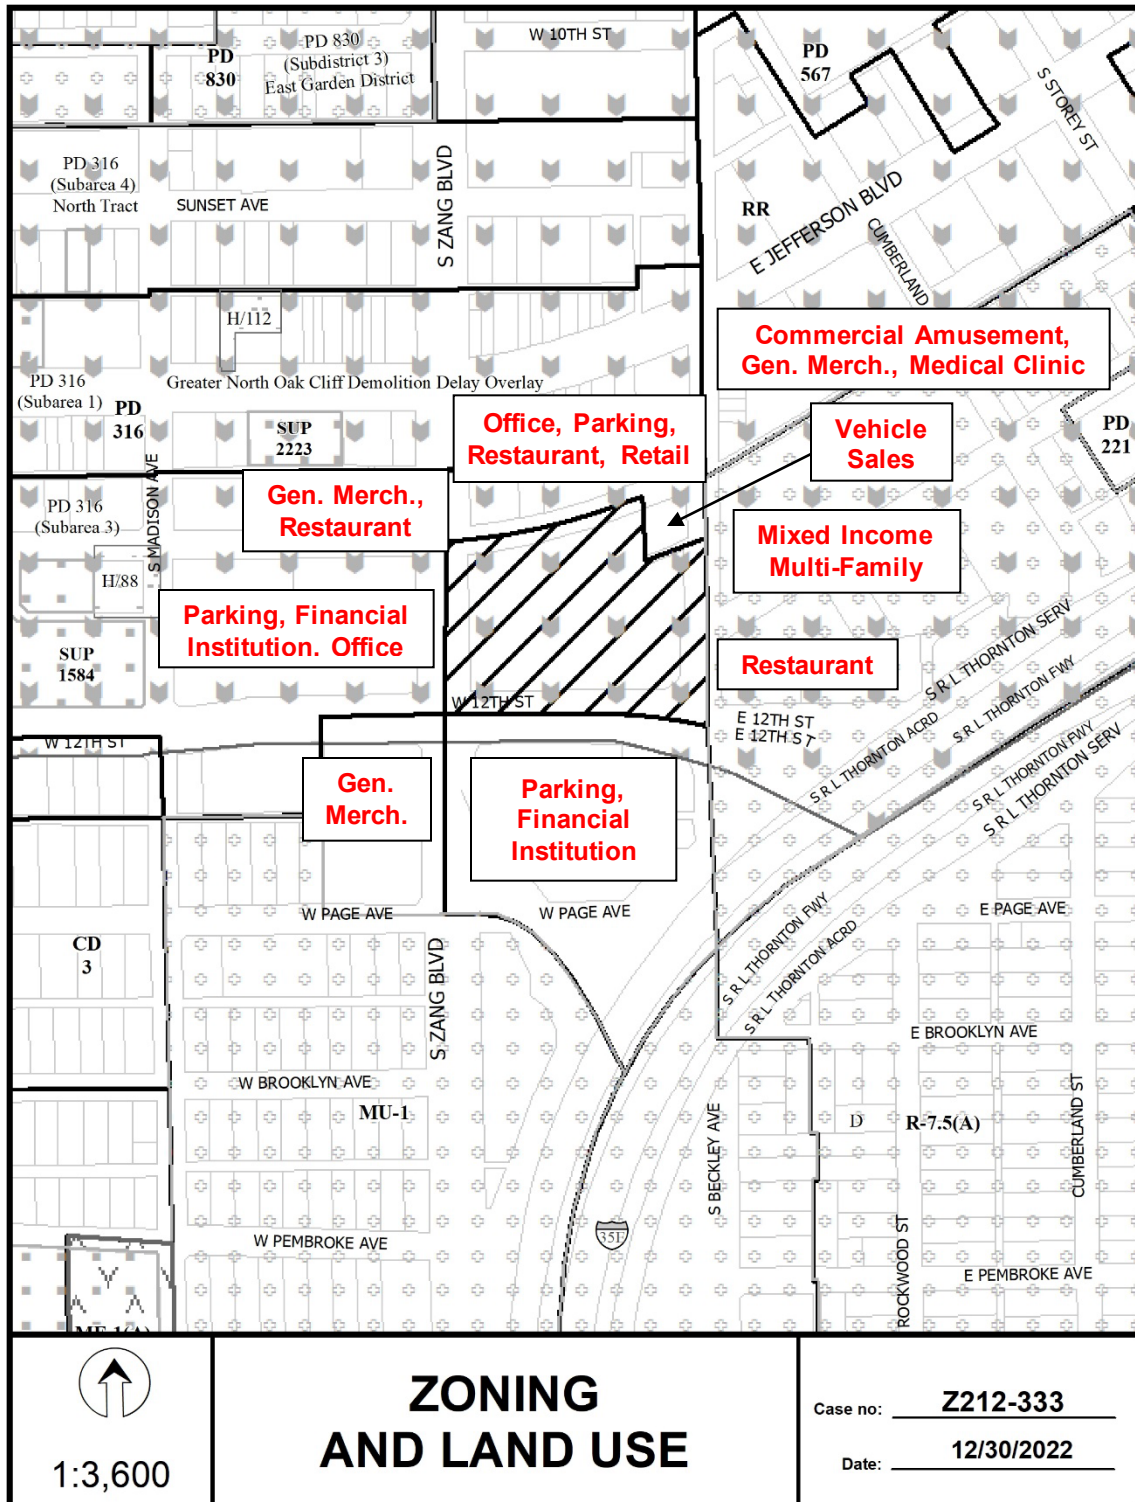 W 10TH ST
PD 830
(Subdistrict 3)
East Garden District
PD
830
PD
567
S STOREY ST
PD 316
(Subarea 4)
North Tract
SUNSET AVE
S ZANG BLVD
RR
E JEFFERSON BLVD
CUMBERLAND
H/112
Commercial Amusement,
Gen. Merch., Medical Clinic
PD 316
(Subarea 1)
Greater North Oak Cliff Demolition Delay Overlay
PD
316
SUP
2223
Office, Parking,
Restaurant, Retail
Vehicle
Sales
PD
221
S MADISON AVE
Gen. Merch.,
Restaurant
PD 316
(Subarea 3)
Mixed Income
Multi-Family
H/88
Parking, Financial
Institution. Office
SUP
1584
Restaurant
S R L THORNTON SERV
S R L THORNTON FWY
W 12TH ST
E 12TH ST
E 12TH ST
W 12TH ST
S R L THORNTON ACRD
S R L THORNTON FWY
S R L THORNTON SERV
Gen.
Merch.
Parking,
Financial
Institution
W PAGE AVE
W PAGE AVE
E PAGE AVE
CD
3
S ZANG BLVD
S R L THORNTON FWY
S R L THORNTON ACRD
E BROOKLYN AVE
W BROOKLYN AVE
MU-1
S BECKLEY AVE
D
R-7.5(A)
CUMBERLAND ST
W PEMBROKE AVE
35E
ROCKWOOD ST
E PEMBROKE AVE
MF-1(A)
1:3,600
ZONING
AND LAND USE
Case no: Z212-333
Date: 12/30/2022